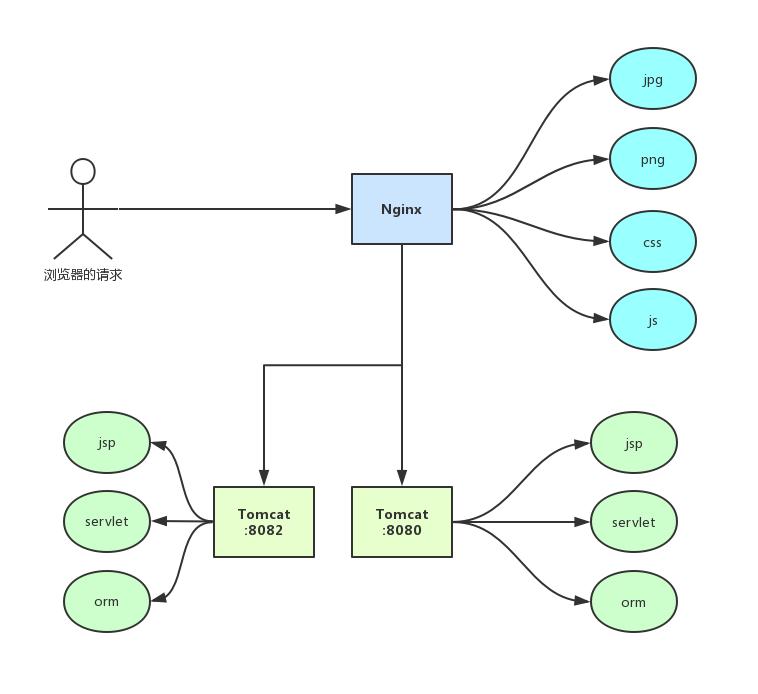 jpg
png
Nginx
css
浏览器的请求
js
jsp
jsp
Tomcat
:8082
Tomcat
:8080
servlet
servlet
orm
orm